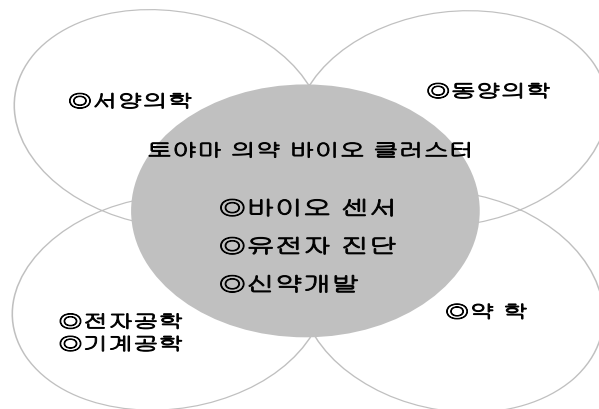 ◎서양의학
◎동양의학
토야마 의약 바이오 클러스터
◎바이오 센서
◎유전자 진단
◎신약개발
◎전자공학
◎기계공학
◎약 학